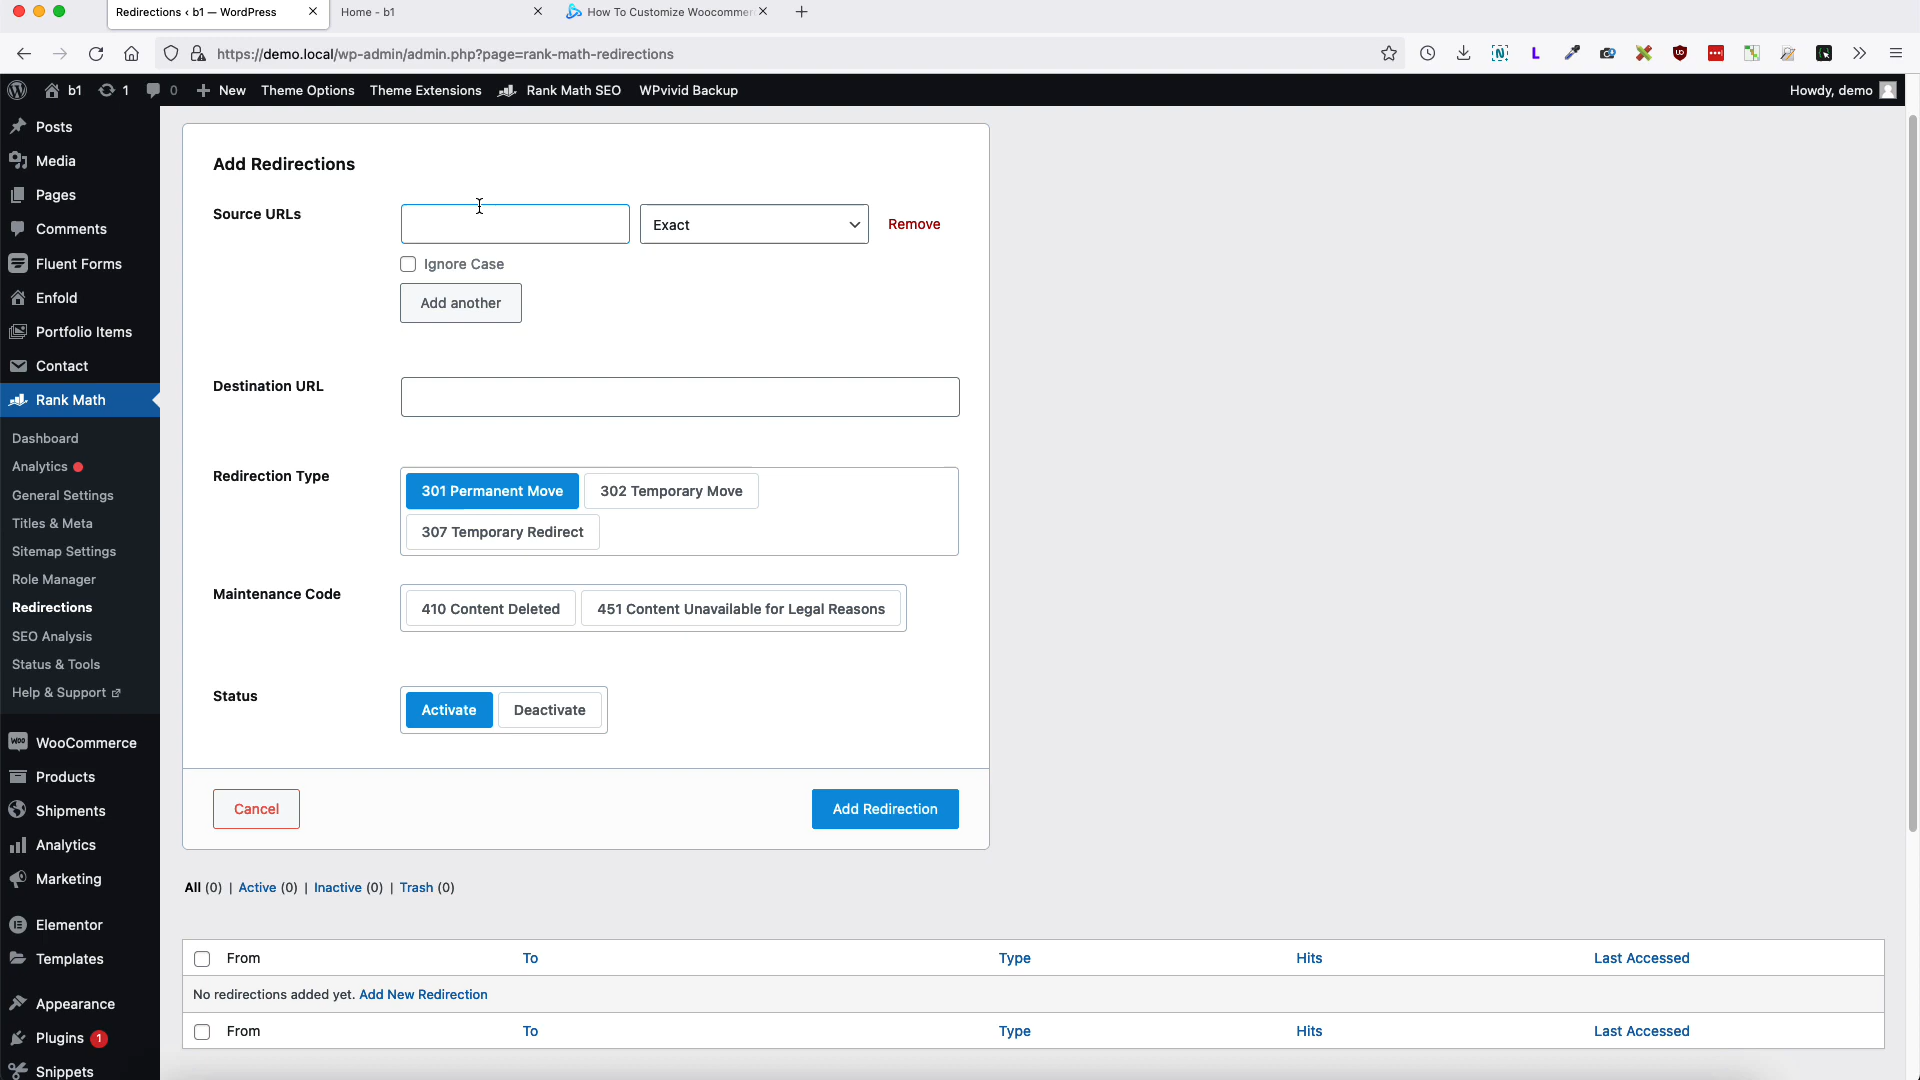 Redirections ‹ b1 — WordPress
Home - b1
How To Customize Woocommer
https://demo.local/wp-admin/admin.php?page=rank-math-redirections
b1
1
0
New
Theme Options
Theme Extensions
Rank Math SEO
WPvivid Backup
Howdy, demo
Posts
Media
Pages
Comments
Fluent Forms
Enfold
Portfolio Items
Contact
Rank Math
Dashboard
Analytics
General Settings
Titles & Meta
Sitemap Settings
Role Manager
Redirections
SEO Analysis
Status & Tools
Help & Support
WooCommerce
Products
Shipments
Analytics
Marketing
Elementor
Templates
Appearance
Plugins 1
Snippets
Add Redirections
Source URLs
Exact
Remove
Ignore Case
Add another
Destination URL
Redirection Type
301 Permanent Move
302 Temporary Move
307 Temporary Redirect
Maintenance Code
410 Content Deleted
451 Content Unavailable for Legal Reasons
Status
Activate
Deactivate
Cancel
Add Redirection
All (0) | Active (0) | Inactive (0) | Trash (0)
From To Type Hits Last Accessed
No redirections added yet. Add New Redirection
From To Type Hits Last Accessed